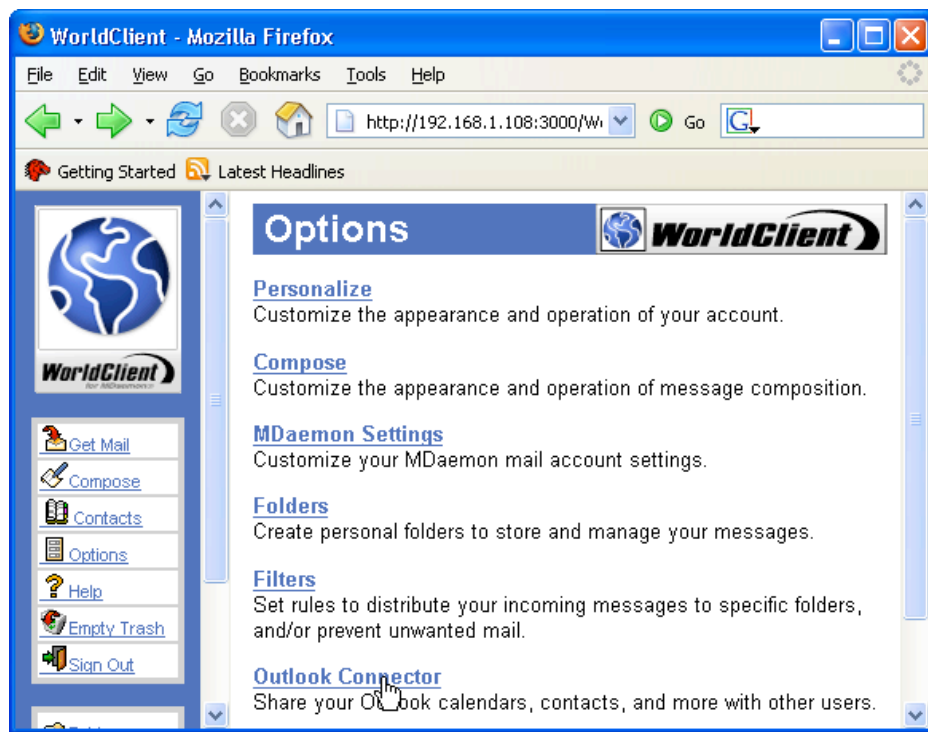 WorldClient - Mozilla Firefox
File Edit View Go Bookmarks Tools Help
http://192.168.1.108:3000/W Go G
Getting Started Latest Headlines
Options WorldClient
WorldClient
for MDaemon
Get Mail
Compose
Contacts
Options
Help
Empty Trash
Sign Out
Personalize
Customize the appearance and operation of your account.
Compose
Customize the appearance and operation of message composition.
MDaemon Settings
Customize your MDaemon mail account settings.
Folders
Create personal folders to store and manage your messages.
Filters
Set rules to distribute your incoming messages to specific folders,
and/or prevent unwanted mail.
Outlook Connector
Share your Outlook calendars, contacts, and more with other users.